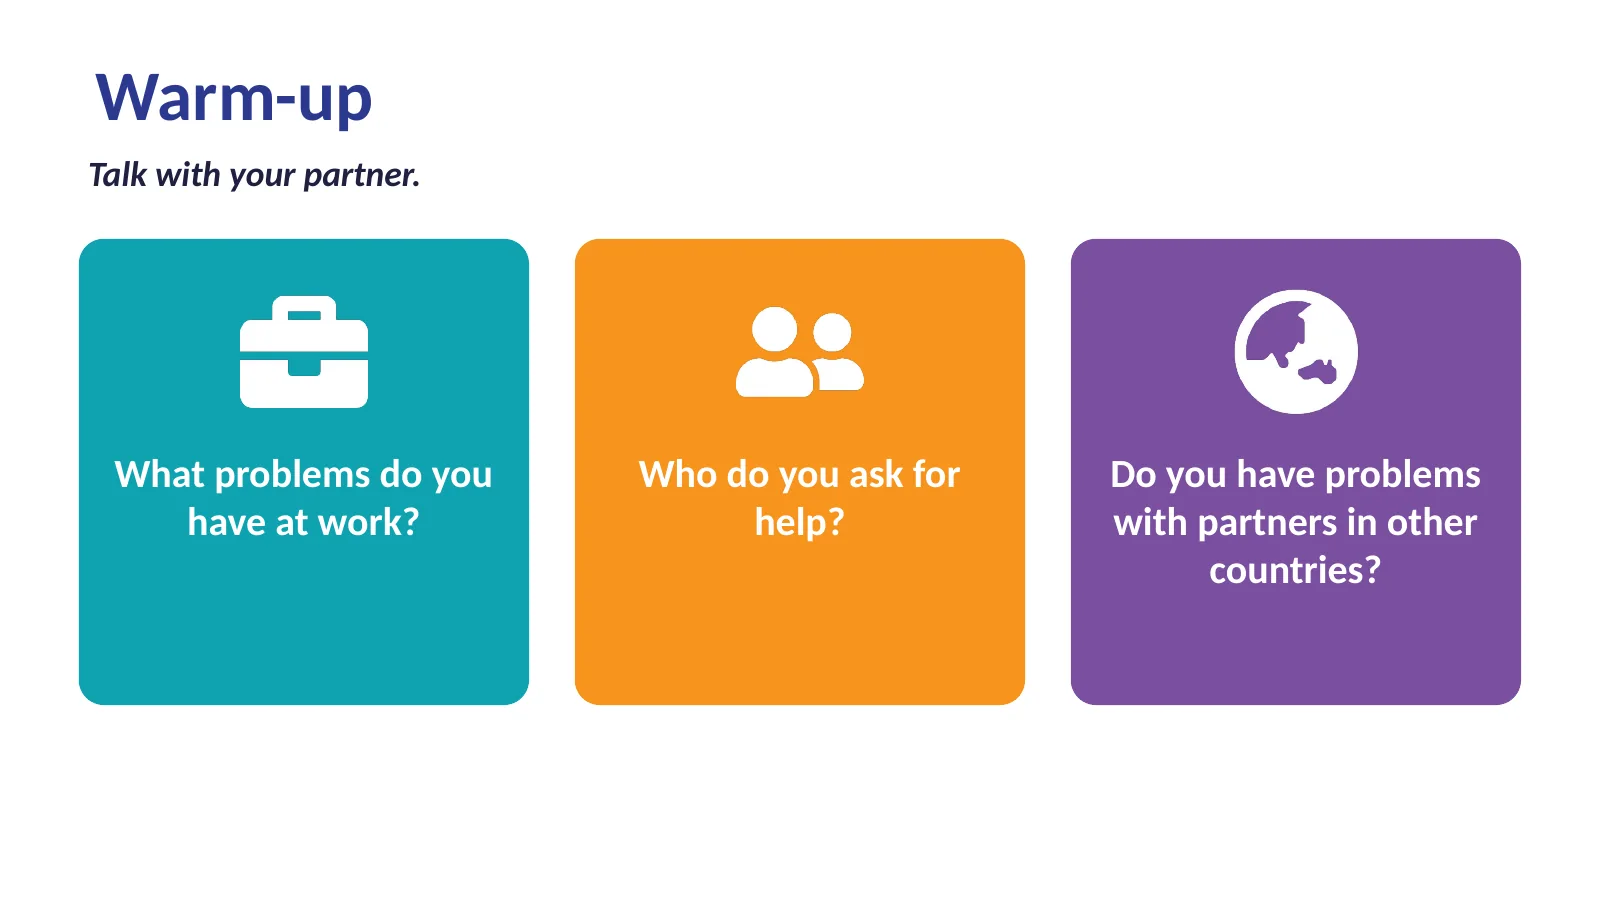 Warm-up
Talk with your partner.
What problems do you
have at work?
Who do you ask for
help?
Do you have problems
with partners in other
countries?